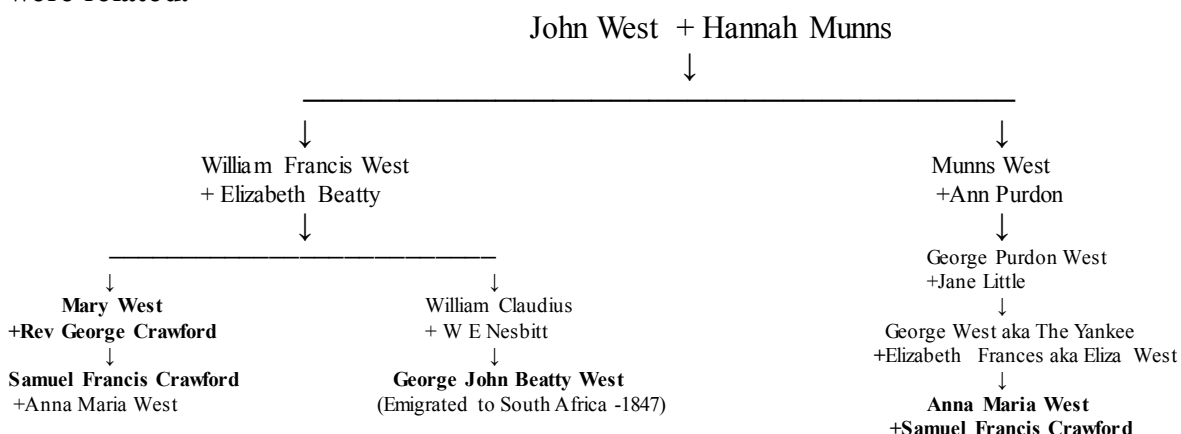 were related.
John West + Hannah Munns
↓
↓ ↓
William Francis West Munns West
+ Elizabeth Beatty +Ann Purdon
↓ ↓
George Purdon West
+Jane Little
↓ ↓ ↓
Mary West William Claudius George West aka The Yankee
+Rev George Crawford + W E Nesbitt +Elizabeth Frances aka Eliza West
↓ ↓ ↓
Samuel Francis Crawford George John Beatty West Anna Maria West
+Anna Maria West (Emigrated to South Africa -1847) +Samuel Francis Crawford